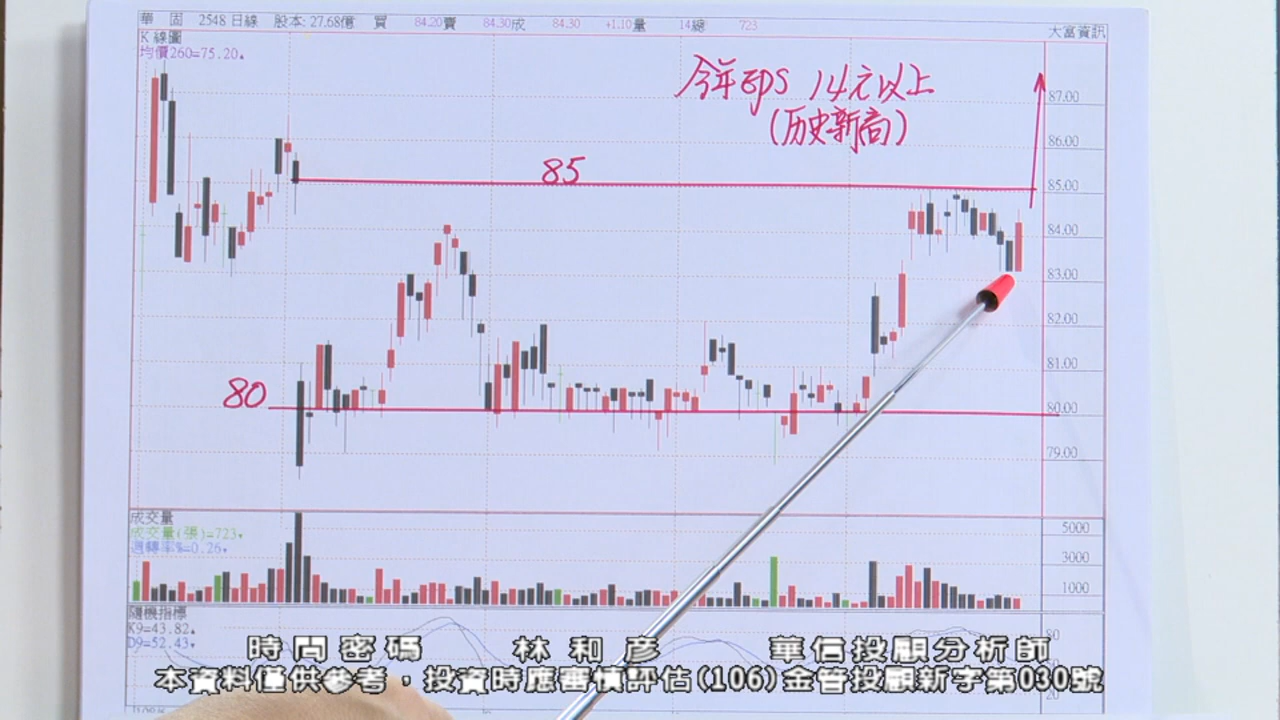 華 固 2548 日線 股本: 27.68億 買 84.20賣 84.30成 84.30 +1.10量 14總 723
大富資訊
K 線圖
均價260=75.20▲
今年EPS 14元以上
(历史新高)
87.00
86.00
85
85.00
84.00
83.00
82.00
81.00
80
80.00
79.00
成交量
成交量(張)=723▼
週轉率%=0.26▼
5000
3000
1000
隨機指標
K9=43.82▲
D9=52.43▼
80
20
時間密碼 林和彥 華信投顧分析師
本資料僅供參考，投資時應審慎評估(106)金管投顧新字第030號